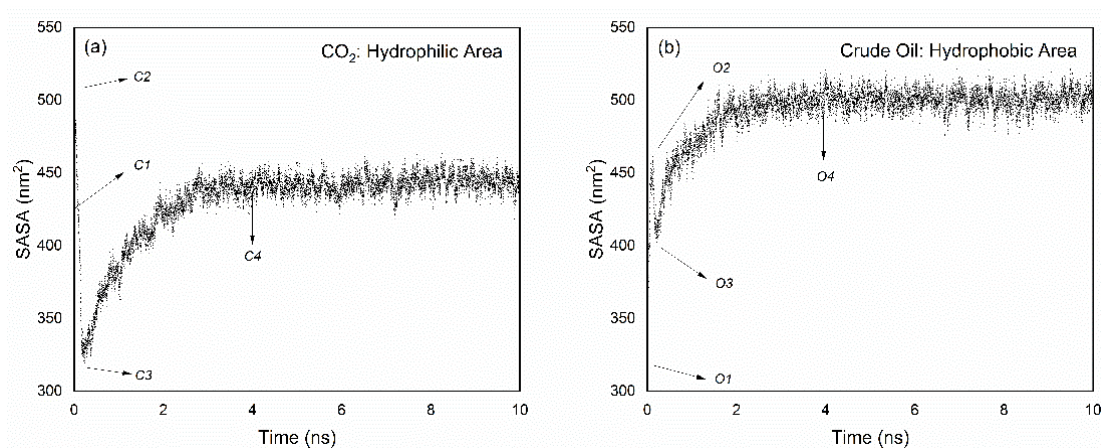 (a)
CO₂: Hydrophilic Area
550
500
450
400
350
300
SASA (nm²)
C2
C1
C4
C3
0
2
4
6
8
10
Time (ns)
(b)
Crude Oil: Hydrophobic Area
550
500
450
400
350
300
SASA (nm²)
O2
O4
O3
O1
0
2
4
6
8
10
Time (ns)